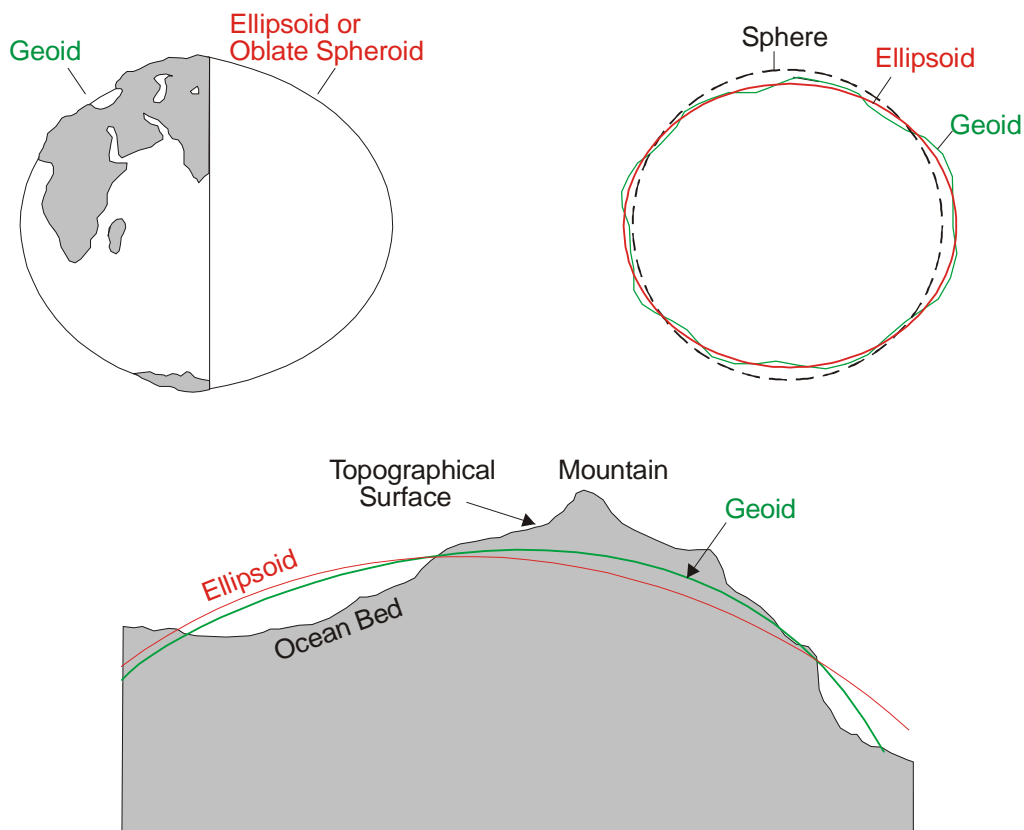 Geoid
Ellipsoid or
Oblate Spheroid
Sphere
Ellipsoid
Geoid
Topographical
Surface
Mountain
Geoid
Ellipsoid
Ocean Bed